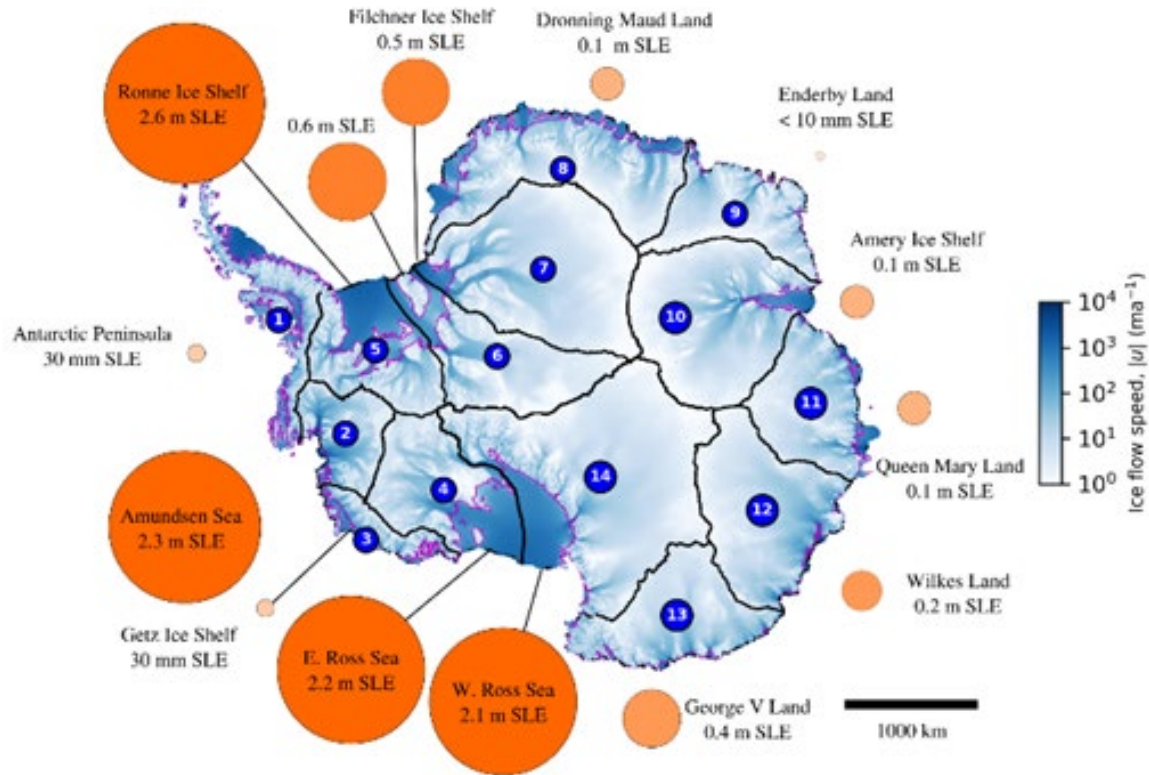 Filchner Ice Shelf
0.5 m SLE
Dronning Maud Land
0.1 m SLE
Ronne Ice Shelf
2.6 m SLE
0.6 m SLE
Enderby Land
< 10 mm SLE
8
9
Amery Ice Shelf
0.1 m SLE
7
10
1
Antarctic Peninsula
30 mm SLE
5
6
11
2
Queen Mary Land
0.1 m SLE
4
14
12
Amundsen Sea
2.3 m SLE
3
Getz Ice Shelf
30 mm SLE
13
Wilkes Land
0.2 m SLE
E. Ross Sea
2.2 m SLE
W. Ross Sea
2.1 m SLE
George V Land
0.4 m SLE
1000 km
10⁴
10³
10²
10¹
10⁰
Ice flow speed, |u| (ma⁻¹)